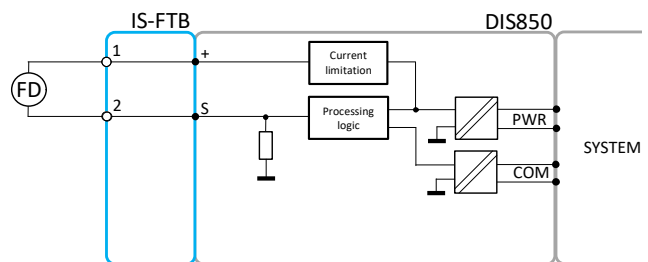 IS-FTB
DIS850
1
+
Current
limitation
FD
2
S
Processing
logic
PWR
COM
SYSTEM